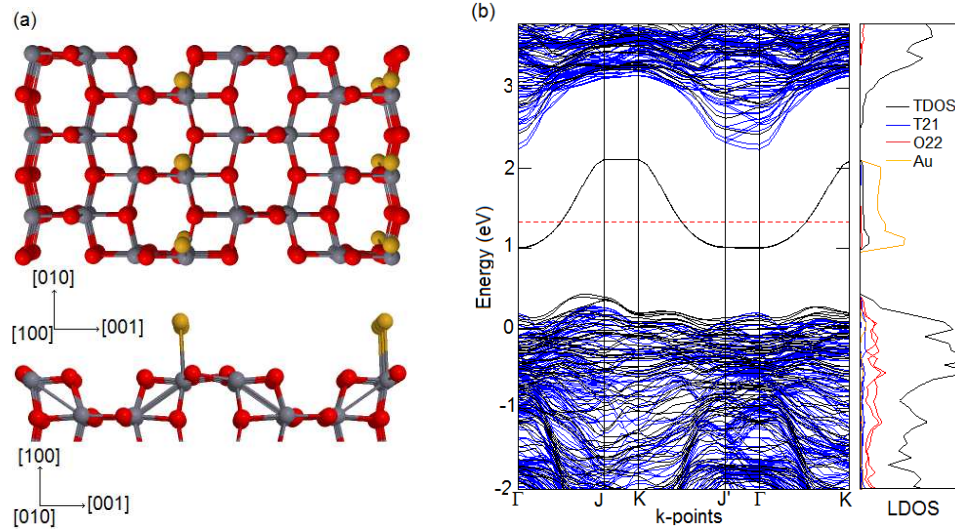 (a)
[010]
[100]
[001]
[100]
[010]
[001]
(b)
Energy (eV)
3
2
1
0
-1
-2
Γ
J
K
J'
Γ
K
k-points
TDOS
T21
O22
Au
LDOS